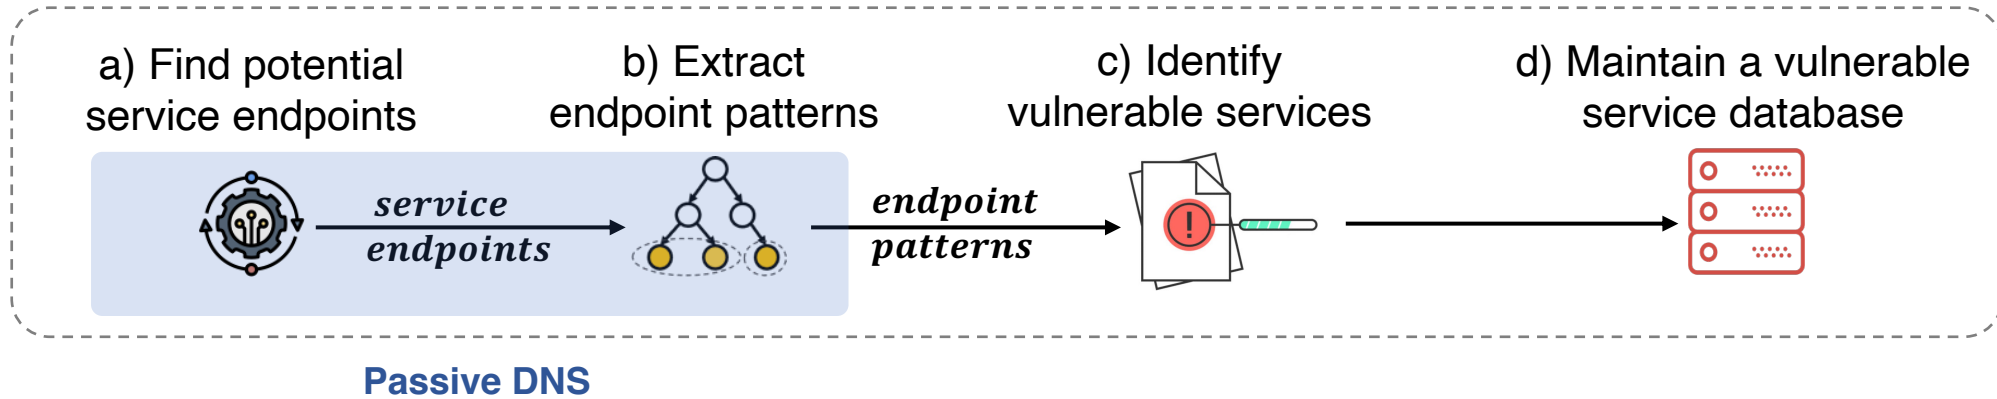 a) Find potential
service endpoints
b) Extract
endpoint patterns
c) Identify
vulnerable services
d) Maintain a vulnerable
service database
service
endpoints
endpoint
patterns
!
Passive DNS